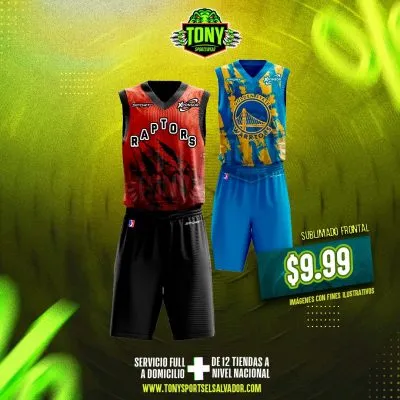 TONY
SPORTSWEAR
RAPTORS
SUBLIMADO FRONTAL
$9.99
IMÁGENES CON FINES ILUSTRATIVOS
SERVICIO FULL
A DOMICILIO
+
DE 12 TIENDAS A
NIVEL NACIONAL
WWW.TONYSPORTSELSALVADOR.COM